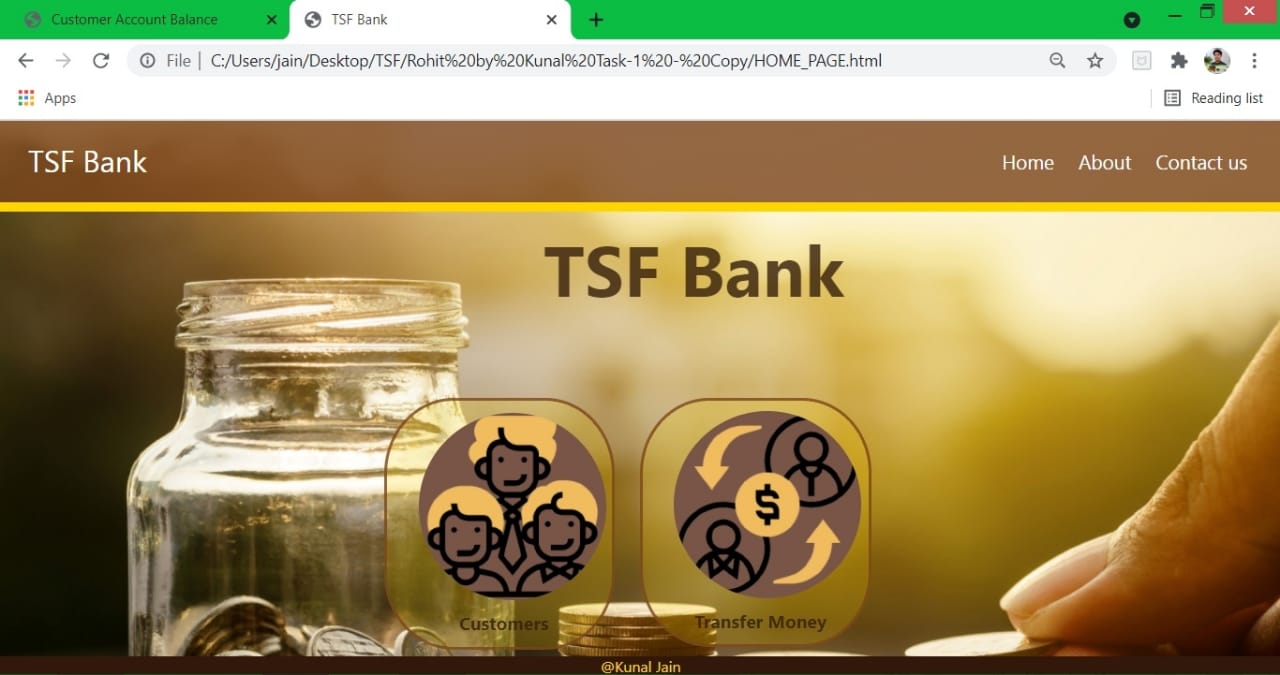 Customer Account Balance
TSF Bank
File | C:/Users/jain/Desktop/TSF/Rohit%20by%20Kunal%20Task-1%20-%20Copy/HOME_PAGE.html
Apps
Reading list
TSF Bank
Home About Contact us
TSF Bank
$
Customers
Transfer Money
@Kunal Jain